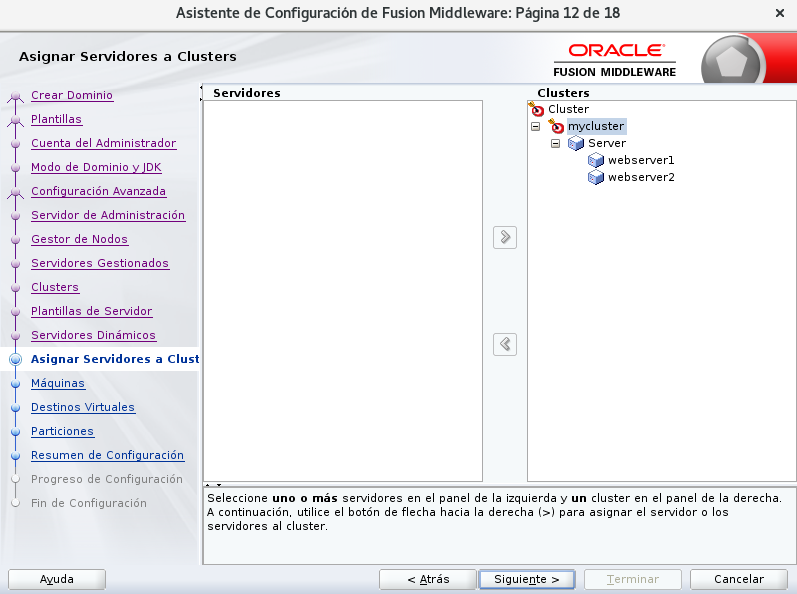 Asistente de Configuración de Fusion Middleware: Página 12 de 18
Asignar Servidores a Clusters
ORACLE
FUSION MIDDLEWARE
Crear Dominio
Plantillas
Cuenta del Administrador
Modo de Dominio y JDK
Configuración Avanzada
Servidor de Administración
Gestor de Nodos
Servidores Gestionados
Clusters
Plantillas de Servidor
Servidores Dinámicos
Asignar Servidores a Clust
Máquinas
Destinos Virtuales
Particiones
Resumen de Configuración
Progreso de Configuración
Fin de Configuración
Servidores
Clusters
Cluster
mycluster
Server
webserver1
webserver2
Seleccione uno o más servidores en el panel de la izquierda y un cluster en el panel de la derecha.
A continuación, utilice el botón de flecha hacia la derecha (>) para asignar el servidor o los
servidores al cluster.
Ayuda
< Atrás
Siguiente >
Terminar
Cancelar